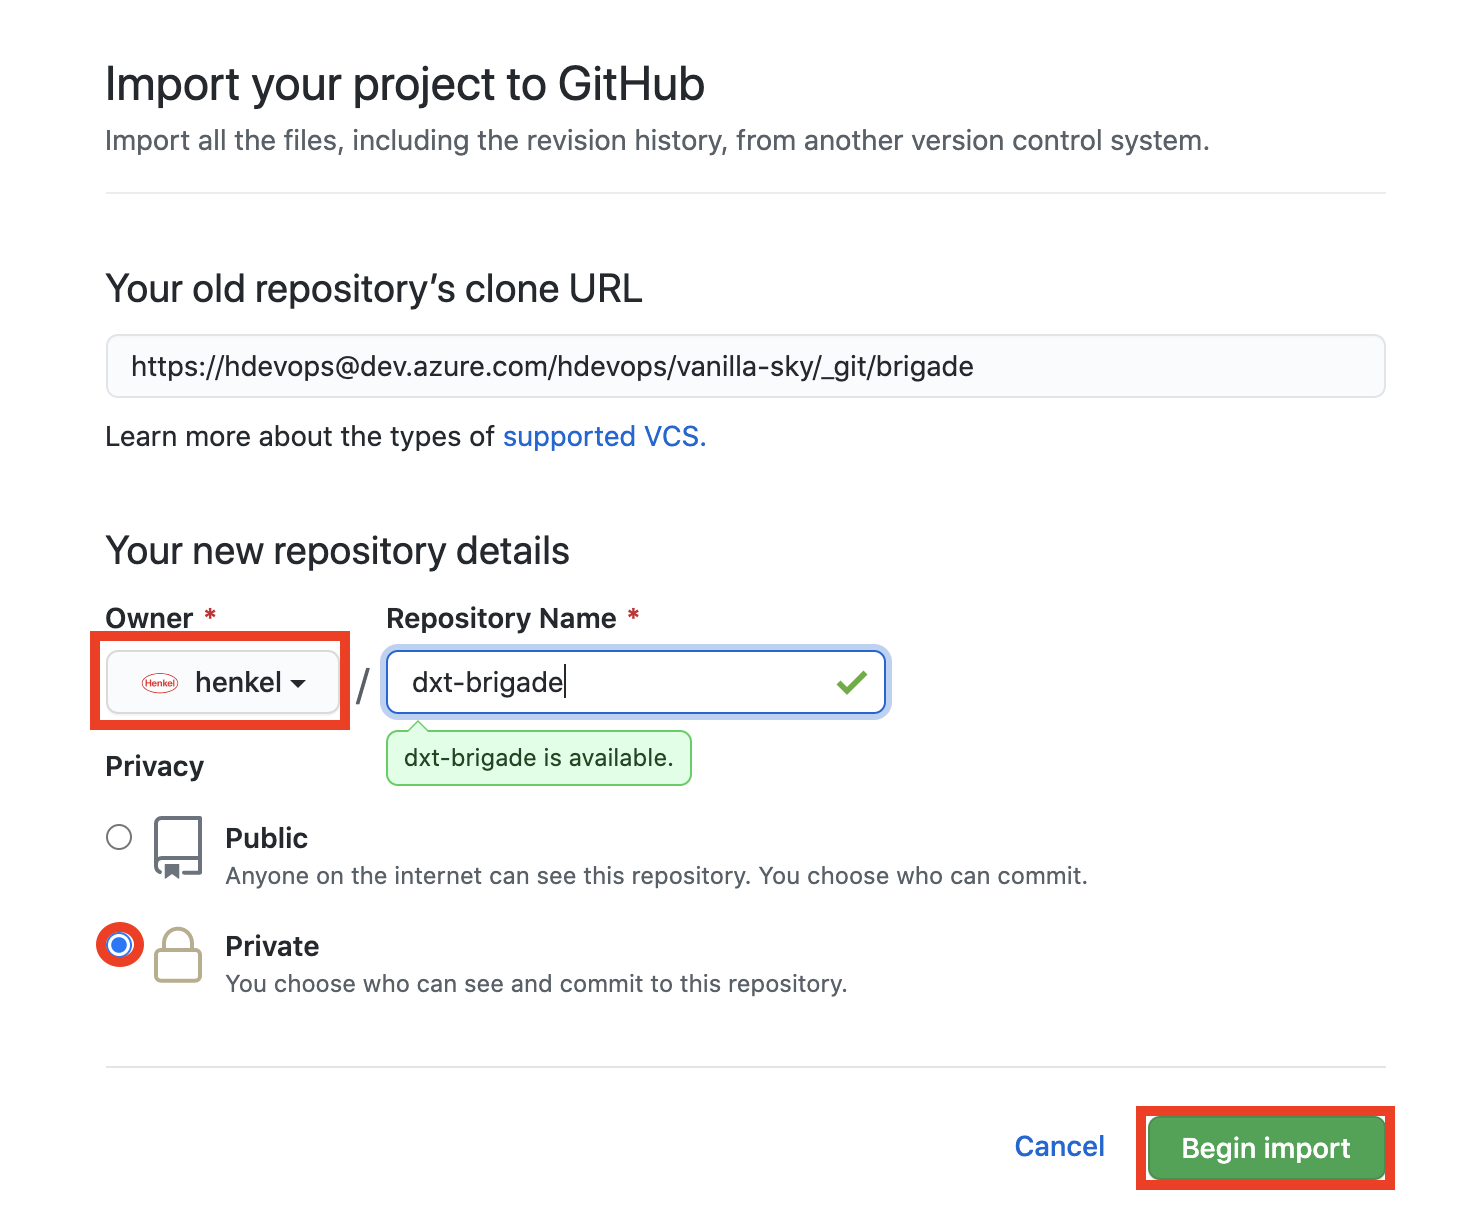 Import your project to GitHub
Import all the files, including the revision history, from another version control system.
Your old repository’s clone URL
https://hdevops@dev.azure.com/hdevops/vanilla-sky/_git/brigade
Learn more about the types of supported VCS.
Your new repository details
Owner *
Repository Name *
Henkel henkel / dxt-brigade
dxt-brigade is available.
Privacy
Public
Anyone on the internet can see this repository. You choose who can commit.
Private
You choose who can see and commit to this repository.
Cancel
Begin import